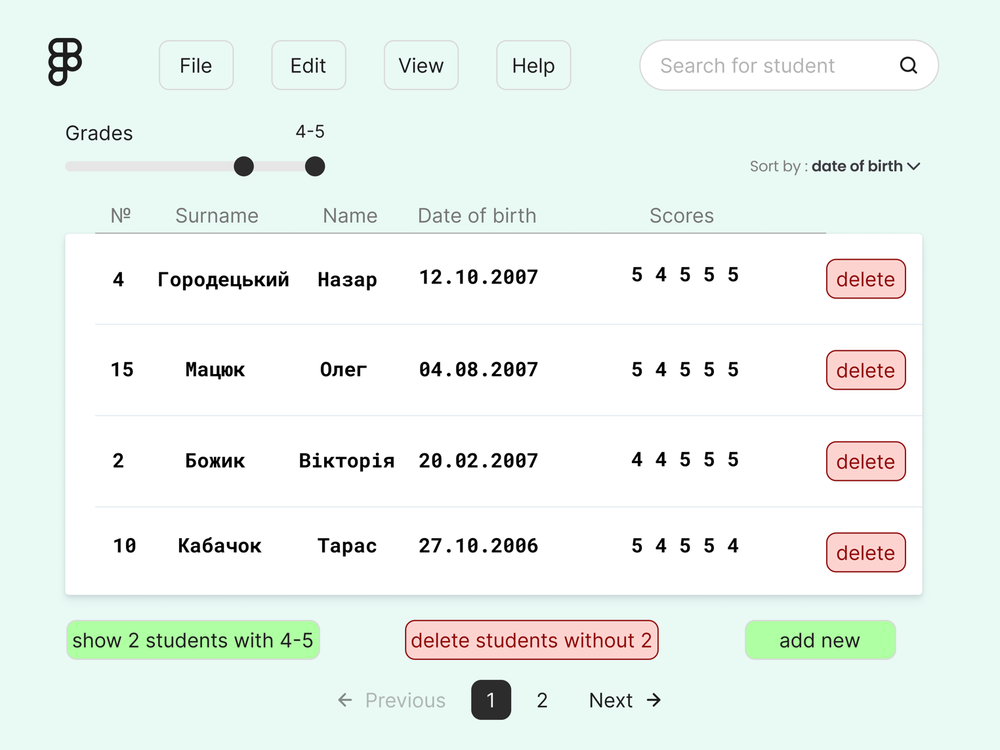 File Edit View Help Search for student
Grades 4-5
Sort by : date of birth
№ Surname Name Date of birth Scores
4 Городецький Назар 12.10.2007 5 4 5 5 5 delete
15 Мацюк Олег 04.08.2007 5 4 5 5 5 delete
2 Божик Вікторія 20.02.2007 4 4 5 5 5 delete
10 Кабачок Тарас 27.10.2006 5 4 5 5 4 delete
show 2 students with 4-5 delete students without 2 add new
← Previous 1 2 Next →